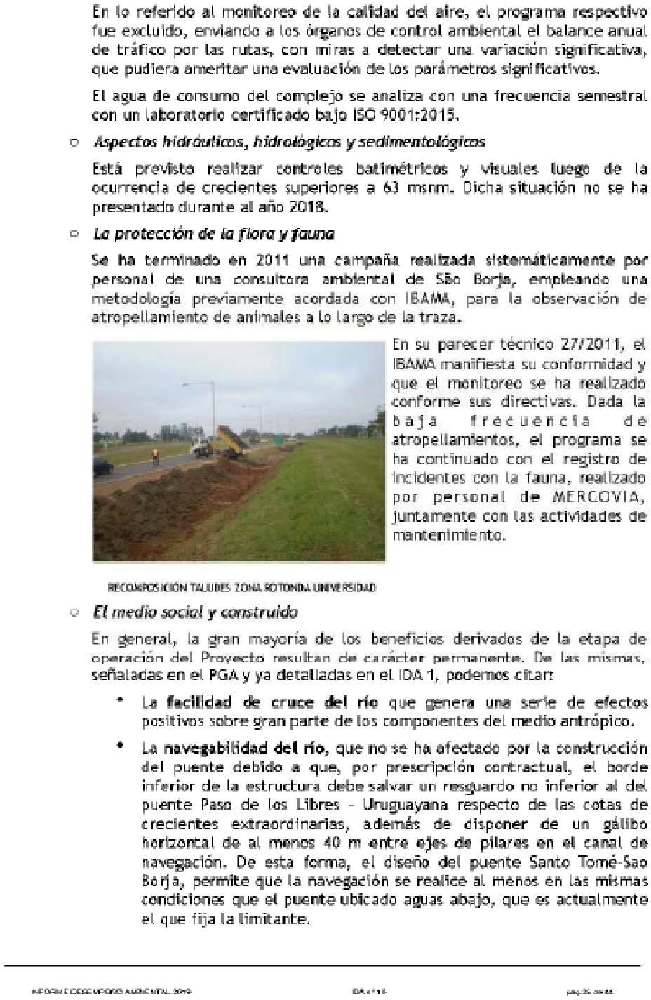 En lo referido al monitoreo de la calidad del aire, el programa respectivo
fue excluido, enviando a los órganos de control ambiental el balance anual
de tráfico por las rutas, con miras a detectar una variación significativa,
que pudiera ameritar una evaluación de los parámetros significativos.
El agua de consumo del complejo se analiza con una frecuencia semestral
con un laboratorio certificado bajo ISO 9001:2015.
○ Aspectos hidráulicos, hidrológicos y sedimentológicos
Está previsto realizar controles batimétricos y visuales luego de la
ocurrencia de crecientes superiores a 63 msnm. Dicha situación no se ha
presentado durante al año 2018.
○ La protección de la flora y fauna
Se ha terminado en 2011 una campaña realizada sistemáticamente por
personal de una consultora ambiental de São Borja, empleando una
metodología previamente acordada con IBAMA, para la observación de
atropellamiento de animales a lo largo de la traza.
En su parecer técnico 27/2011, el
IBAMA manifiesta su conformidad y
que el monitoreo se ha realizado
conforme sus directivas. Dada la
baja frecuencia de
atropellamientos, el programa se
ha continuado con el registro de
incidentes con la fauna, realizado
por personal de MERCOVIA,
juntamente con las actividades de
mantenimiento.
RECOMPOSICIÓN TALUDES ZONA ROTONDA UNIVERSIDAD
○ El medio social y construido
En general, la gran mayoría de los beneficios derivados de la etapa de
operación del Proyecto resultan de carácter permanente. De las mismas,
señaladas en el PGA y ya detalladas en el IDA 1, podemos citar:
• La facilidad de cruce del río que genera una serie de efectos
positivos sobre gran parte de los componentes del medio antrópico.
• La navegabilidad del río, que no se ha afectado por la construcción
del puente debido a que, por prescripción contractual, el borde
inferior de la estructura debe salvar un resguardo no inferior al del
puente Paso de los Libres - Uruguayana respecto de las cotas de
crecientes extraordinarias, además de disponer de un gálibo
horizontal de al menos 40 m entre ejes de pilares en el canal de
navegación. De esta forma, el diseño del puente Santo Tomé-Sao
Borja, permite que la navegación se realice al menos en las mismas
condiciones que el puente ubicado aguas abajo, que es actualmente
el que fija la limitante.
INFORME DESEMPEÑO AMBIENTAL 2019